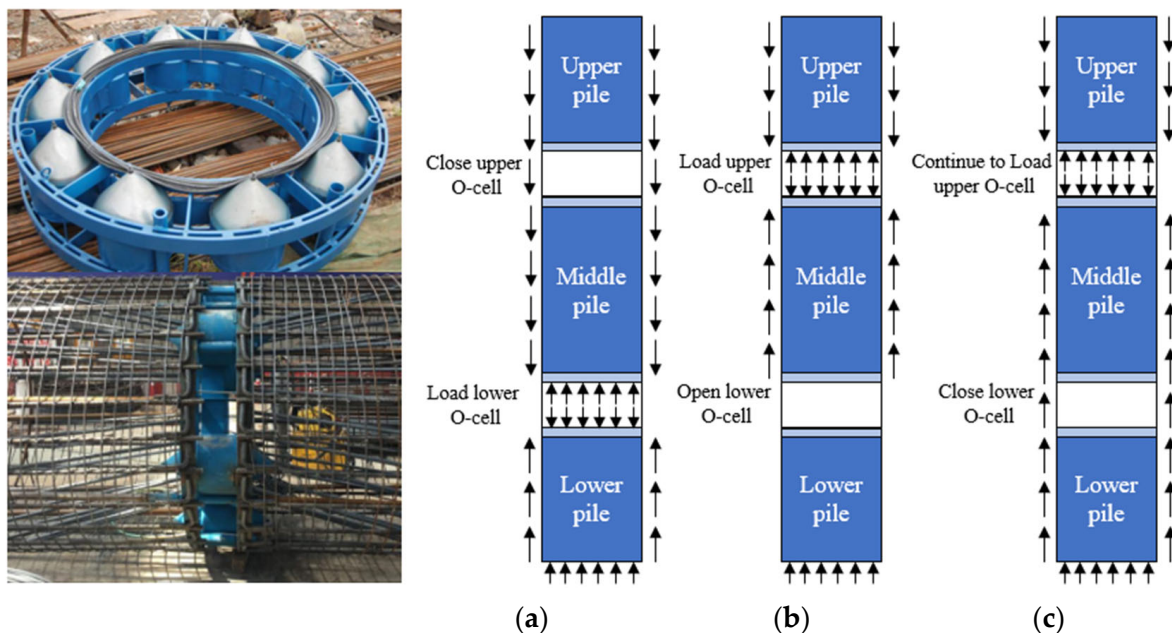 Upper
pile
Close upper
O-cell
Middle
pile
Load lower
O-cell
Lower
pile
(a)
Upper
pile
Load upper
O-cell
Middle
pile
Open lower
O-cell
Lower
pile
(b)
Upper
pile
Continue to Load
upper O-cell
Middle
pile
Close lower
O-cell
Lower
pile
(c)